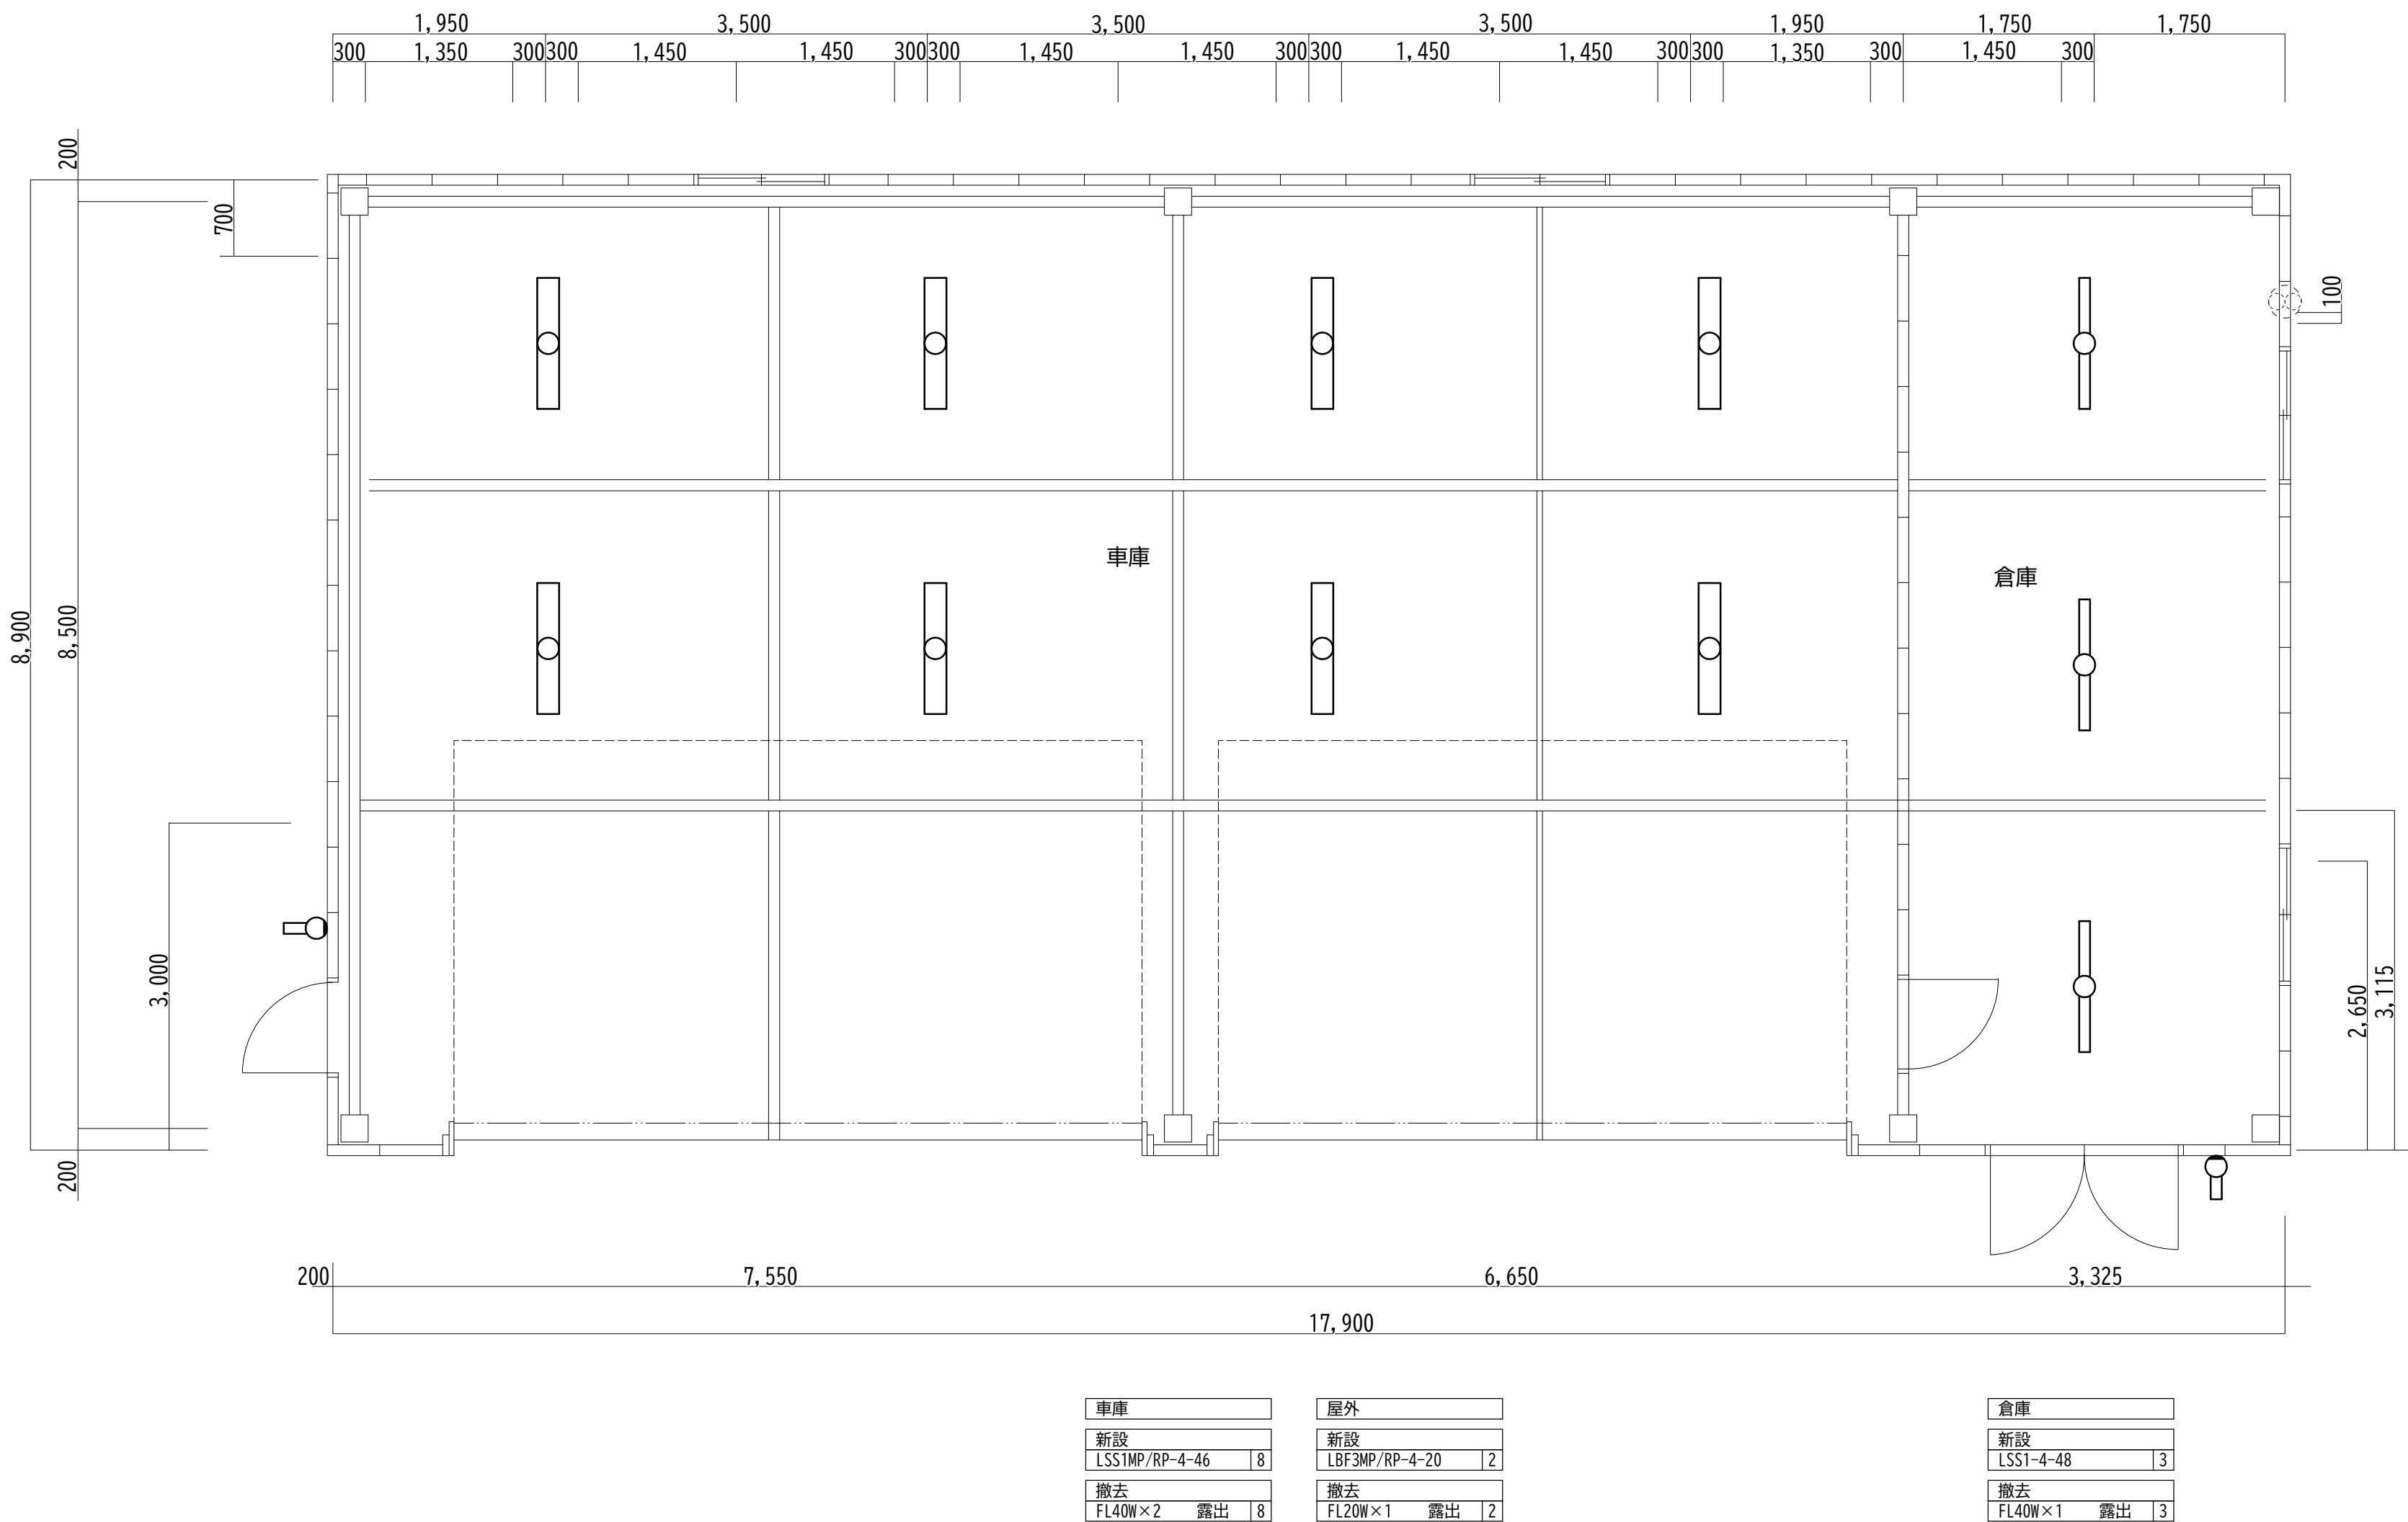 1,950 3,500 3,500 3,500 1,950 1,750 1,750
300 1,350 300 300 1,450 1,450 300 300 1,450 1,450 300 300 1,450 1,450 300 300 1,350 300 1,450 300
200
700
100
車庫
倉庫
8,900
8,500
3,000
2,650
3,115
200
200 7,550 6,650 3,325
17,900
車庫
新設
LSS1MP/RP-4-46 8
撤去
FL40W×2 露出 8
屋外
新設
LBF3MP/RP-4-20 2
撤去
FL20W×1 露出 2
倉庫
新設
LSS1-4-48 3
撤去
FL40W×1 露出 3